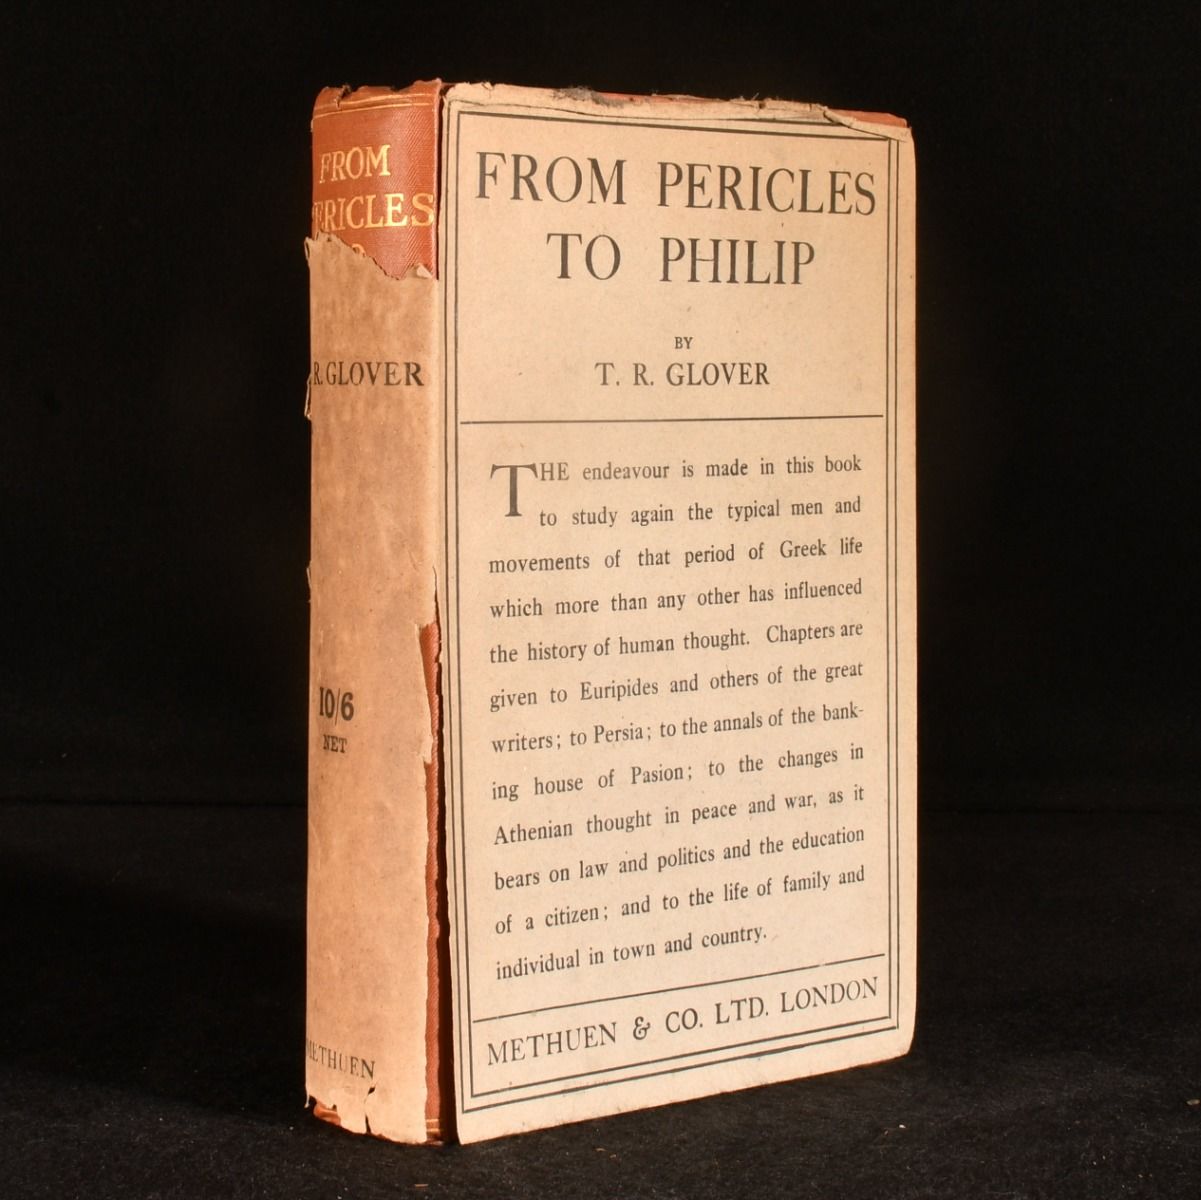 FROM
ERICLES
R. GLOVER
10/6
NET
METHUEN
FROM PERICLES
TO PHILIP
BY
T. R. GLOVER
THE endeavour is made in this book
to study again the typical men and
movements of that period of Greek life
which more than any other has influenced
the history of human thought. Chapters are
given to Euripides and others of the great
writers; to Persia; to the annals of the bank-
ing house of Pasion; to the changes in
Athenian thought in peace and war, as it
bears on law and politics and the education
of a citizen; and to the life of family and
individual in town and country.
METHUEN & CO. LTD. LONDON